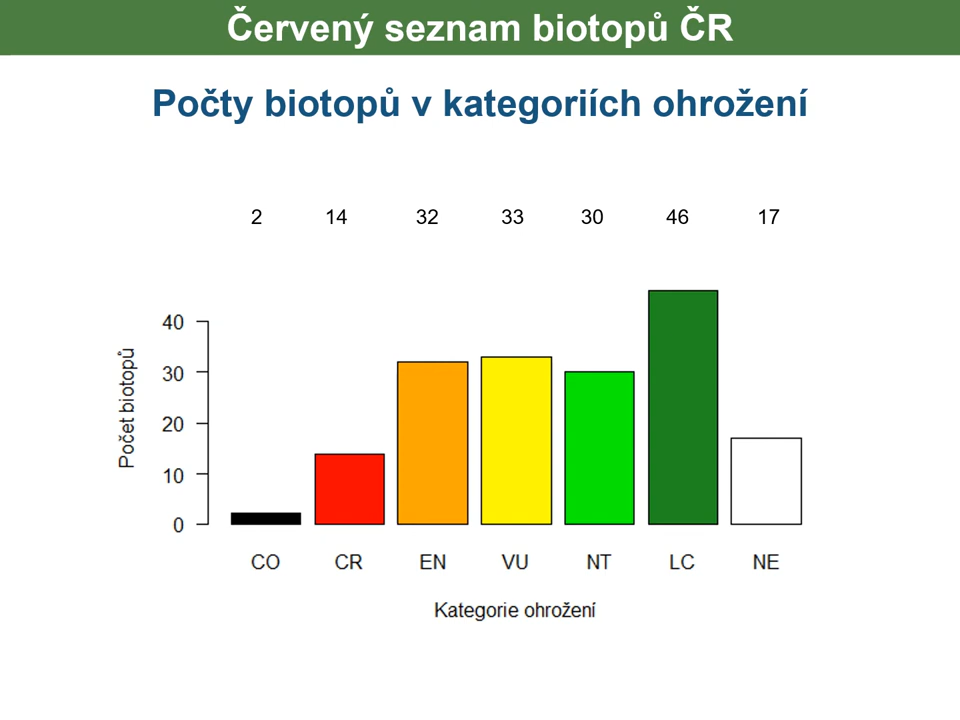 Červený seznam biotopů ČR
Počty biotopů v kategoriích ohrožení
2 14 32 33 30 46 17
40
30
20
10
0
Počet biotopů
CO CR EN VU NT LC NE
Kategorie ohrožení